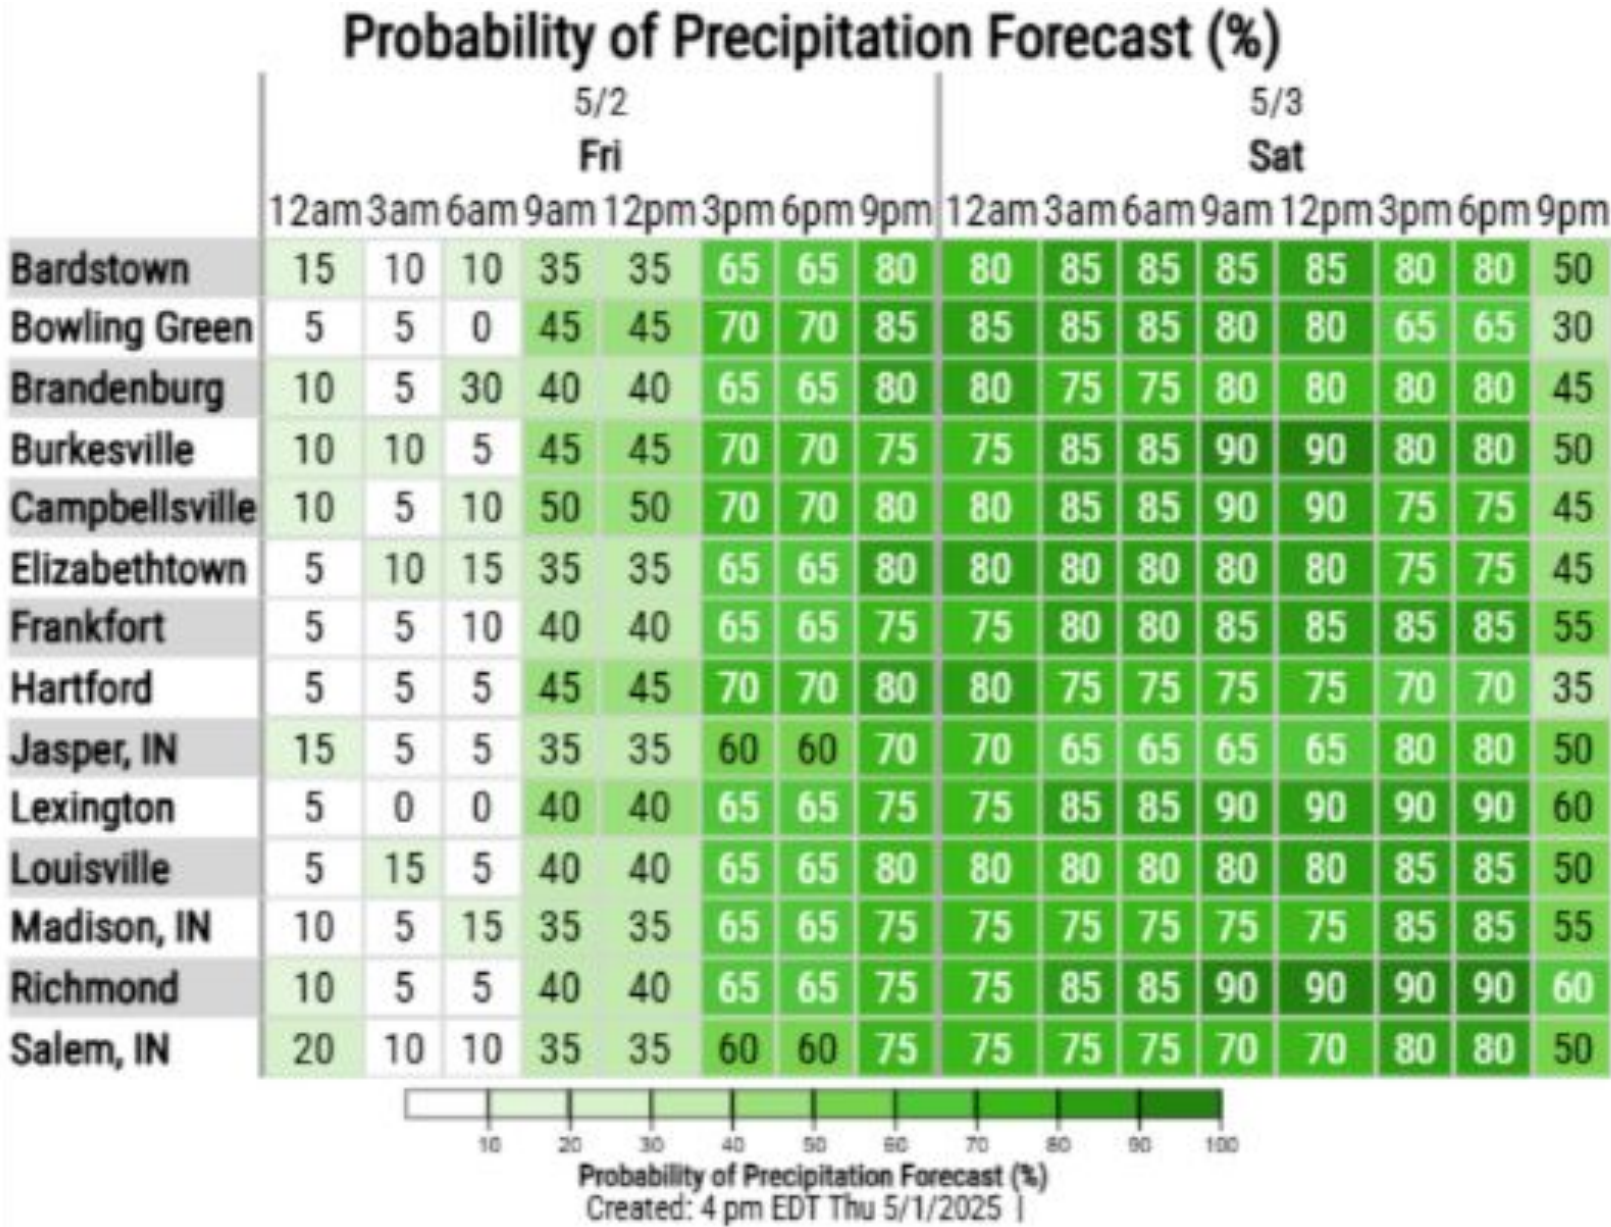 Probability of Precipitation Forecast (%)
5/2 5/3
Fri Sat
12am 3am 6am 9am 12pm 3pm 6pm 9pm 12am 3am 6am 9am 12pm 3pm 6pm 9pm
Bardstown 15 10 10 35 35 65 65 80 80 85 85 85 85 80 80 50
Bowling Green 5 5 0 45 45 70 70 85 85 85 85 80 80 65 65 30
Brandenburg 10 5 30 40 40 65 65 80 80 75 75 80 80 80 80 45
Burkesville 10 10 5 45 45 70 70 75 75 85 85 90 90 80 80 50
Campbellsville 10 5 10 50 50 70 70 80 80 85 85 90 90 75 75 45
Elizabethtown 5 10 15 35 35 65 65 80 80 80 80 80 80 75 75 45
Frankfort 5 5 10 40 40 65 65 75 75 80 80 85 85 85 85 55
Hartford 5 5 5 45 45 70 70 80 80 75 75 75 75 70 70 35
Jasper, IN 15 5 5 35 35 60 60 70 70 65 65 65 65 80 80 50
Lexington 5 0 0 40 40 65 65 75 75 85 85 90 90 90 90 60
Louisville 5 15 5 40 40 65 65 80 80 80 80 80 80 85 85 50
Madison, IN 10 5 15 35 35 65 65 75 75 75 75 75 75 85 85 55
Richmond 10 5 5 40 40 65 65 75 75 85 85 90 90 90 90 60
Salem, IN 20 10 10 35 35 60 60 75 75 75 75 70 70 80 80 50
10 20 30 40 50 60 70 80 90 100
Probability of Precipitation Forecast (%)
Created: 4 pm EDT Thu 5/1/2025 |